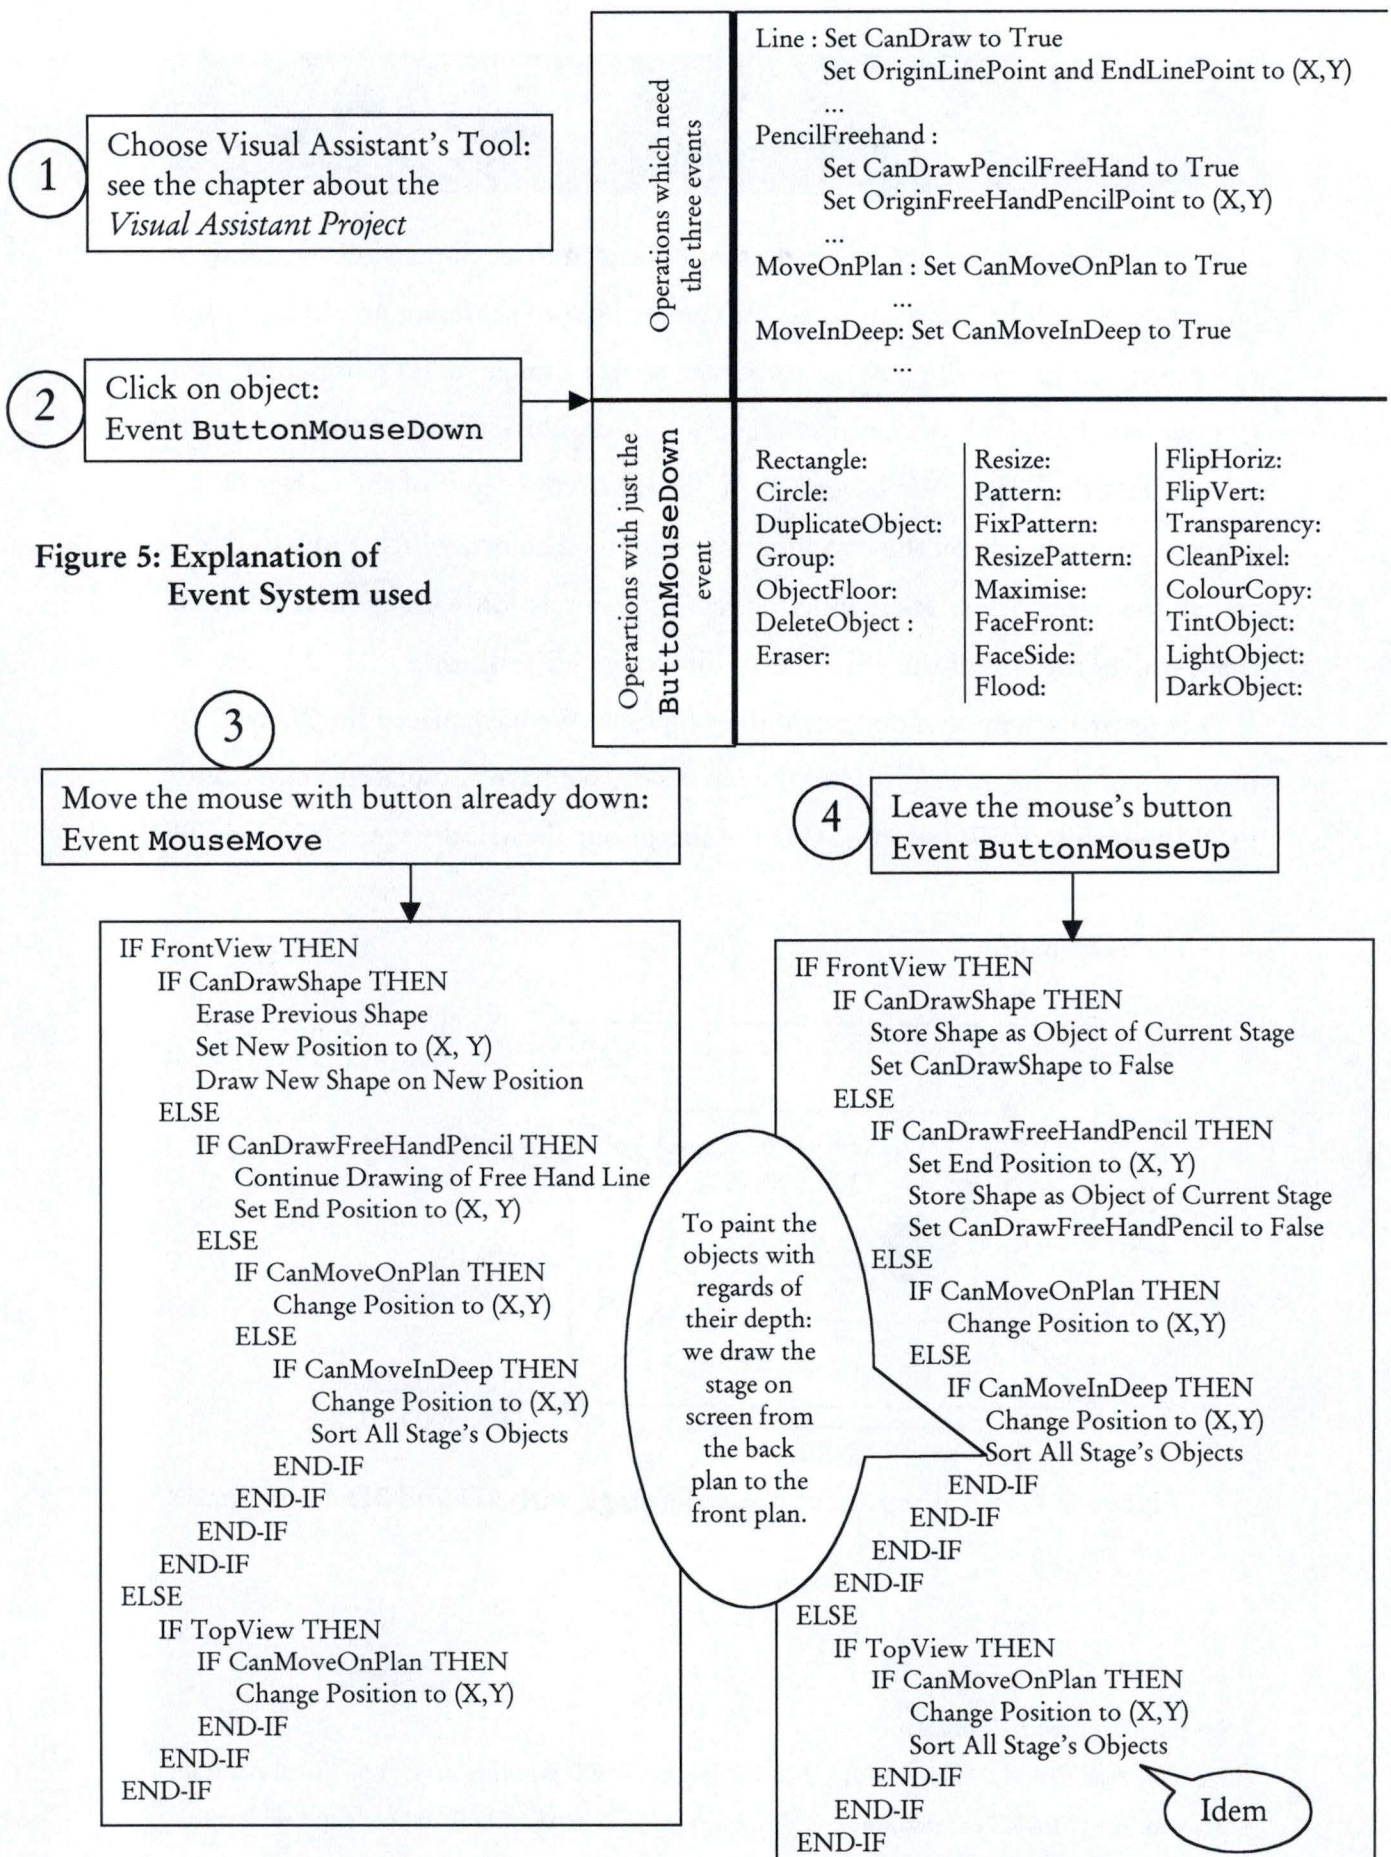 1
Choose Visual Assistant's Tool:
see the chapter about the
Visual Assistant Project
2
Click on object:
Event ButtonMouseDown
Operations which need
the three events
Line : Set CanDraw to True
Set OriginLinePoint and EndLinePoint to (X,Y)
...
PencilFreehand :
Set CanDrawPencilFreeHand to True
Set OriginFreeHandPencilPoint to (X,Y)
...
MoveOnPlan : Set CanMoveOnPlan to True
...
MoveInDeep: Set CanMoveInDeep to True
...
Operartions with just the
ButtonMouseDown
event
Rectangle:
Circle:
DuplicateObject:
Group:
ObjectFloor:
DeleteObject :
Eraser:
Resize:
Pattern:
FixPattern:
ResizePattern:
Maximise:
FaceFront:
FaceSide:
Flood:
FlipHoriz:
FlipVert:
Transparency:
CleanPixel:
ColourCopy:
TintObject:
LightObject:
DarkObject:
Figure 5: Explanation of
Event System used
3
Move the mouse with button already down:
Event MouseMove
IF FrontView THEN
IF CanDrawShape THEN
Erase Previous Shape
Set New Position to (X, Y)
Draw New Shape on New Position
ELSE
IF CanDrawFreeHandPencil THEN
Continue Drawing of Free Hand Line
Set End Position to (X, Y)
ELSE
IF CanMoveOnPlan THEN
Change Position to (X,Y)
ELSE
IF CanMoveInDeep THEN
Change Position to (X,Y)
Sort All Stage's Objects
END-IF
END-IF
END-IF
END-IF
ELSE
IF TopView THEN
IF CanMoveOnPlan THEN
Change Position to (X,Y)
END-IF
END-IF
END-IF
4
Leave the mouse's button
Event ButtonMouseUp
IF FrontView THEN
IF CanDrawShape THEN
Store Shape as Object of Current Stage
Set CanDrawShape to False
ELSE
IF CanDrawFreeHandPencil THEN
Set End Position to (X, Y)
Store Shape as Object of Current Stage
Set CanDrawFreeHandPencil to False
ELSE
IF CanMoveOnPlan THEN
Change Position to (X,Y)
ELSE
IF CanMoveInDeep THEN
Change Position to (X,Y)
Sort All Stage's Objects
END-IF
END-IF
END-IF
END-IF
ELSE
IF TopView THEN
IF CanMoveOnPlan THEN
Change Position to (X,Y)
Sort All Stage's Objects
END-IF
END-IF
END-IF
To paint the
objects with
regards of
their depth:
we draw the
stage on
screen from
the back
plan to the
front plan.
Idem